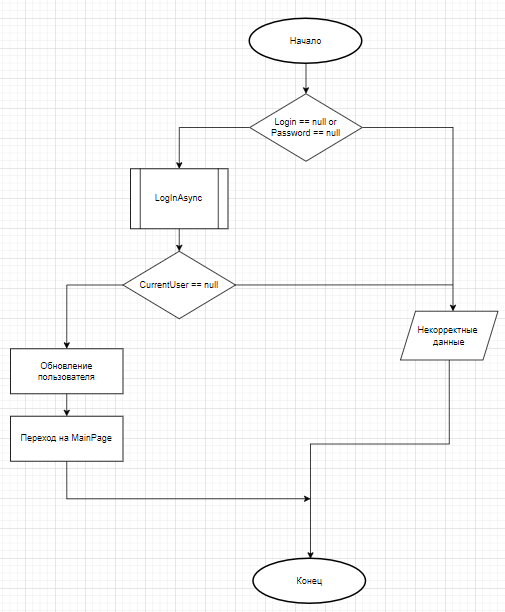 Начало
Login == null or
Password == null
LogInAsync
CurrentUser == null
Некорректные
данные
Обновление
пользователя
Переход на MainPage
Конец